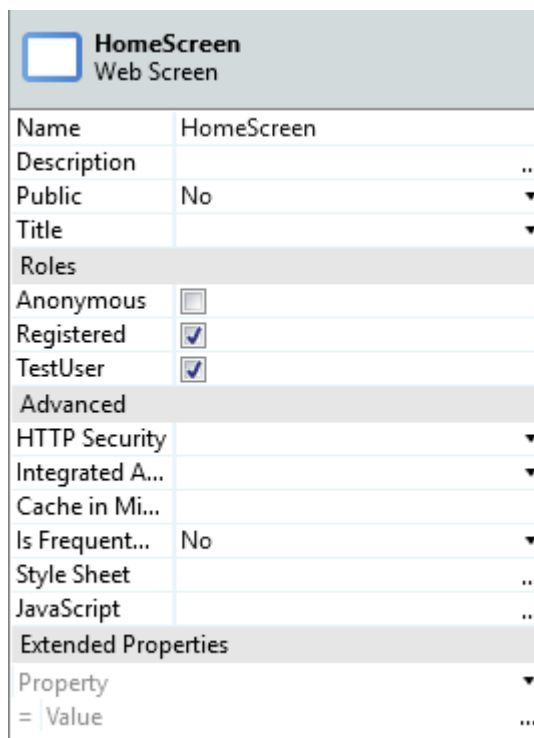 HomeScreen
Web Screen
Name HomeScreen
Description ...
Public No
Title
Roles
Anonymous
Registered
TestUser
Advanced
HTTP Security
Integrated A...
Cache in Mi...
Is Frequent... No
Style Sheet ...
JavaScript ...
Extended Properties
Property
= Value ...